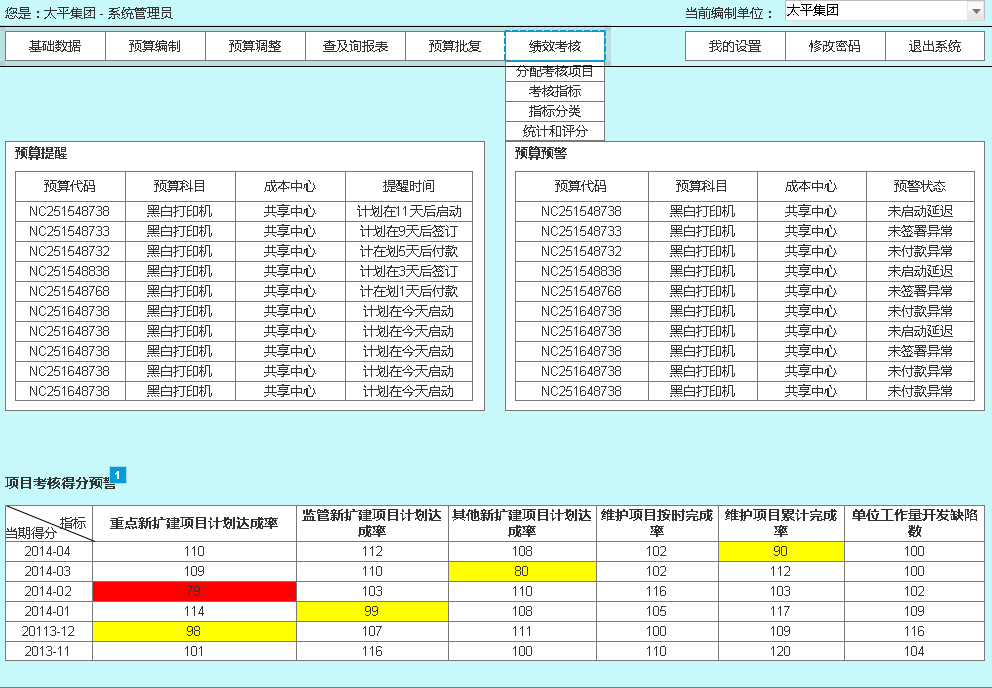 您是：太平集团 - 系统管理员 当前编制单位： 太平集团
基础数据 预算编制 预算调整 查及询报表 预算批复 绩效考核 我的设置 修改密码 退出系统
分配考核项目
考核指标
指标分类
统计和评分
预算提醒
预算代码 预算科目 成本中心 提醒时间
NC251548738 黑白打印机 共享中心 计划在11天后启动
NC251548733 黑白打印机 共享中心 计划在9天后签订
NC251548732 黑白打印机 共享中心 计在划5天后付款
NC251548838 黑白打印机 共享中心 计划在3天后签订
NC251548768 黑白打印机 共享中心 计在划1天后付款
NC251648738 黑白打印机 共享中心 计划在今天启动
NC251648738 黑白打印机 共享中心 计划在今天启动
NC251648738 黑白打印机 共享中心 计划在今天启动
NC251648738 黑白打印机 共享中心 计划在今天启动
NC251648738 黑白打印机 共享中心 计划在今天启动
预算预警
预算代码 预算科目 成本中心 预警状态
NC251548738 黑白打印机 共享中心 未启动延迟
NC251548733 黑白打印机 共享中心 未签署异常
NC251548732 黑白打印机 共享中心 未付款异常
NC251548838 黑白打印机 共享中心 未启动延迟
NC251548768 黑白打印机 共享中心 未签署异常
NC251648738 黑白打印机 共享中心 未付款异常
NC251648738 黑白打印机 共享中心 未启动延迟
NC251648738 黑白打印机 共享中心 未签署异常
NC251648738 黑白打印机 共享中心 未付款异常
NC251648738 黑白打印机 共享中心 未付款异常
项目考核得分预警 1
指标 当期得分 重点新扩建项目计划达成率 监管新扩建项目计划达成率 其他新扩建项目计划达成率 维护项目按时完成率 维护项目累计完成率 单位工作量开发缺陷数
2014-04 110 112 108 102 90 100
2014-03 109 110 80 102 112 100
2014-02 79 103 110 116 103 102
2014-01 114 99 108 105 117 109
20113-12 98 107 111 100 109 116
2013-11 101 116 100 110 120 104